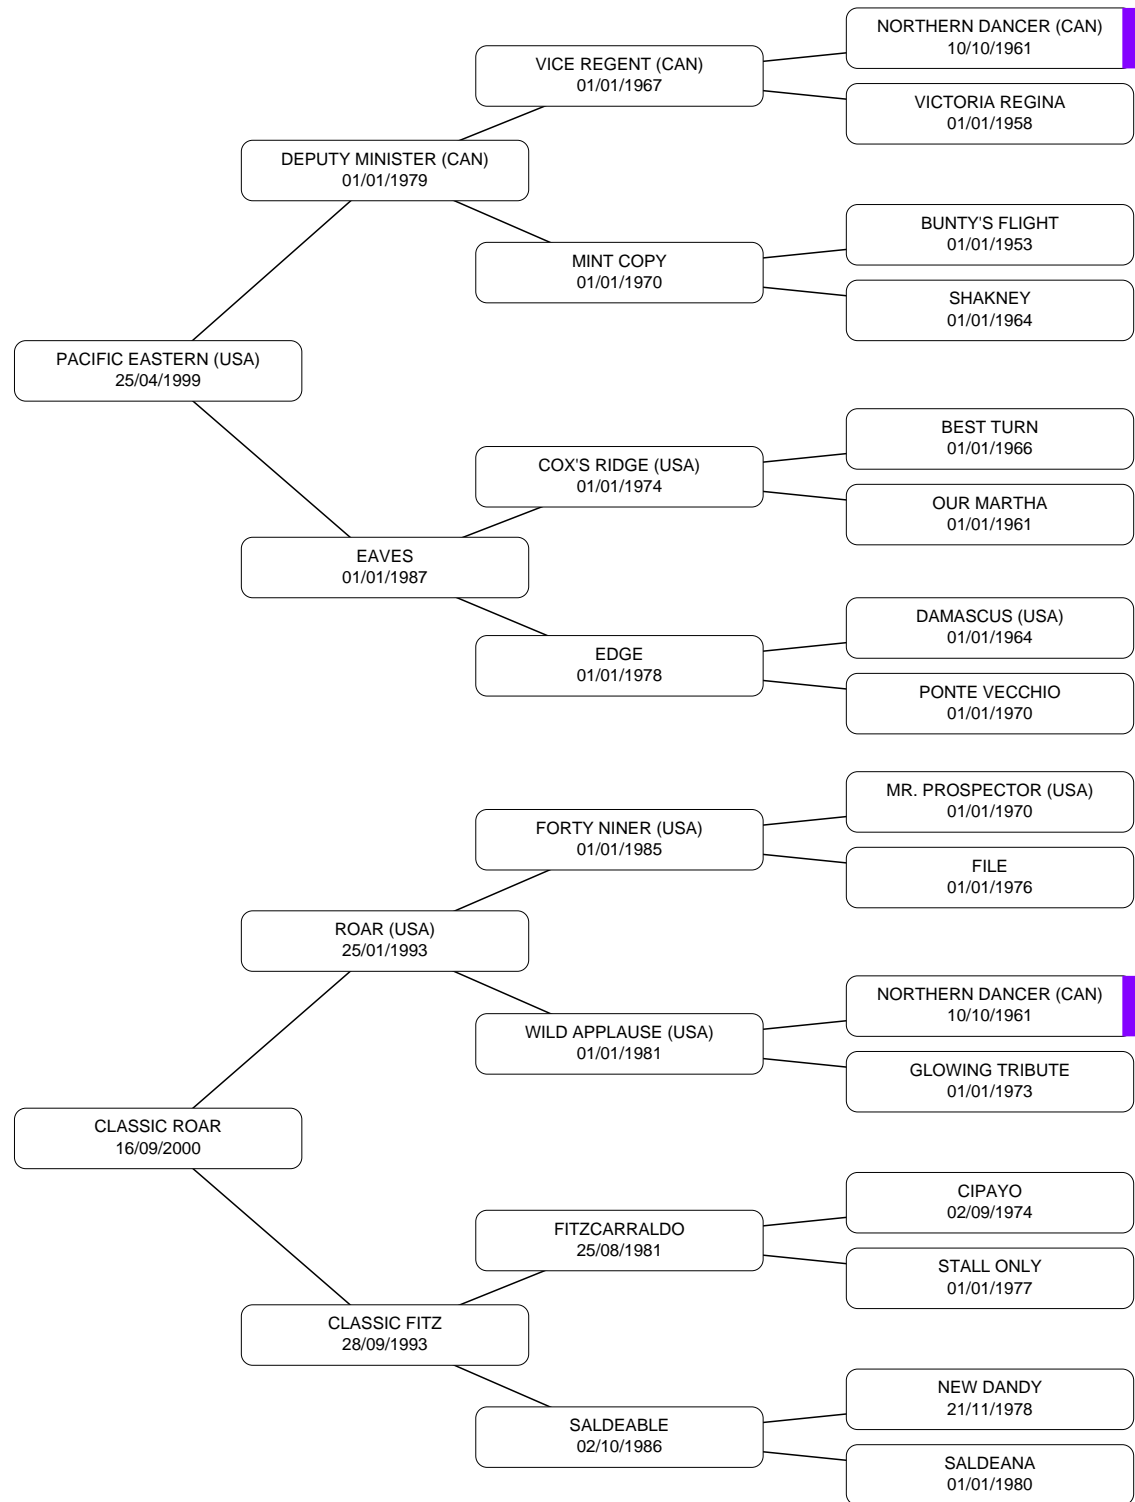 NORTHERN DANCER (CAN)
10/10/1961
VICE REGENT (CAN)
01/01/1967
VICTORIA REGINA
01/01/1958
DEPUTY MINISTER (CAN)
01/01/1979
BUNTY'S FLIGHT
01/01/1953
MINT COPY
01/01/1970
SHAKNEY
01/01/1964
PACIFIC EASTERN (USA)
25/04/1999
BEST TURN
01/01/1966
COX'S RIDGE (USA)
01/01/1974
OUR MARTHA
01/01/1961
EAVES
01/01/1987
DAMASCUS (USA)
01/01/1964
EDGE
01/01/1978
PONTE VECCHIO
01/01/1970
MR. PROSPECTOR (USA)
01/01/1970
FORTY NINER (USA)
01/01/1985
FILE
01/01/1976
ROAR (USA)
25/01/1993
NORTHERN DANCER (CAN)
10/10/1961
WILD APPLAUSE (USA)
01/01/1981
GLOWING TRIBUTE
01/01/1973
CLASSIC ROAR
16/09/2000
CIPAYO
02/09/1974
FITZCARRALDO
25/08/1981
STALL ONLY
01/01/1977
CLASSIC FITZ
28/09/1993
NEW DANDY
21/11/1978
SALDEABLE
02/10/1986
SALDEANA
01/01/1980